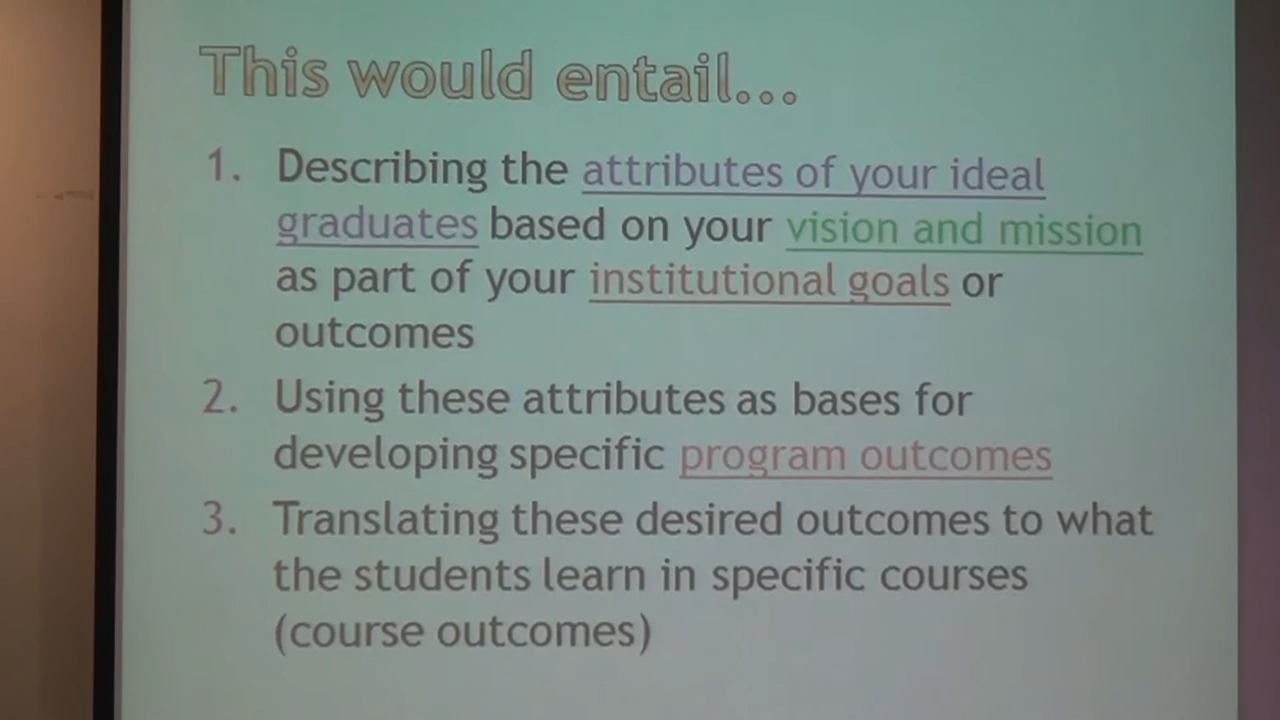 This would entail...
1. Describing the attributes of your ideal
graduates based on your vision and mission
as part of your institutional goals or
outcomes
2. Using these attributes as bases for
developing specific program outcomes
3. Translating these desired outcomes to what
the students learn in specific courses
(course outcomes)